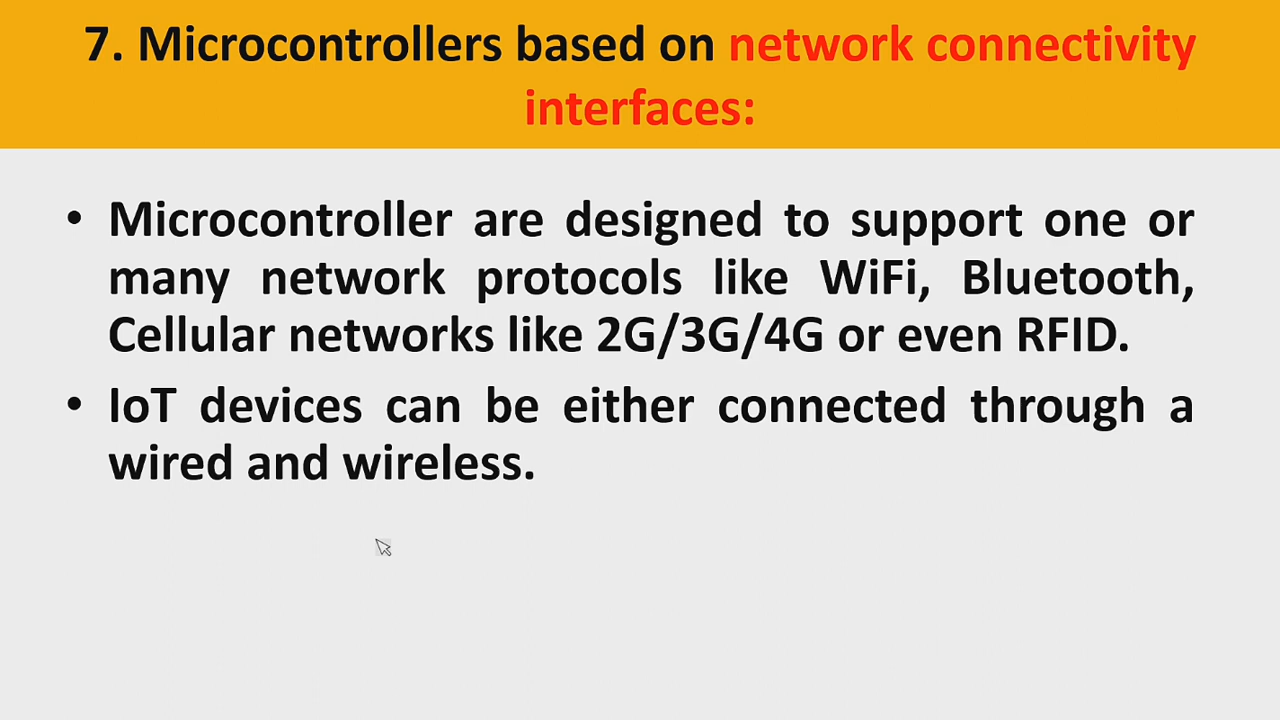 7. Microcontrollers based on network connectivity
interfaces:
• Microcontroller are designed to support one or
many network protocols like WiFi, Bluetooth,
Cellular networks like 2G/3G/4G or even RFID.
• IoT devices can be either connected through a
wired and wireless.